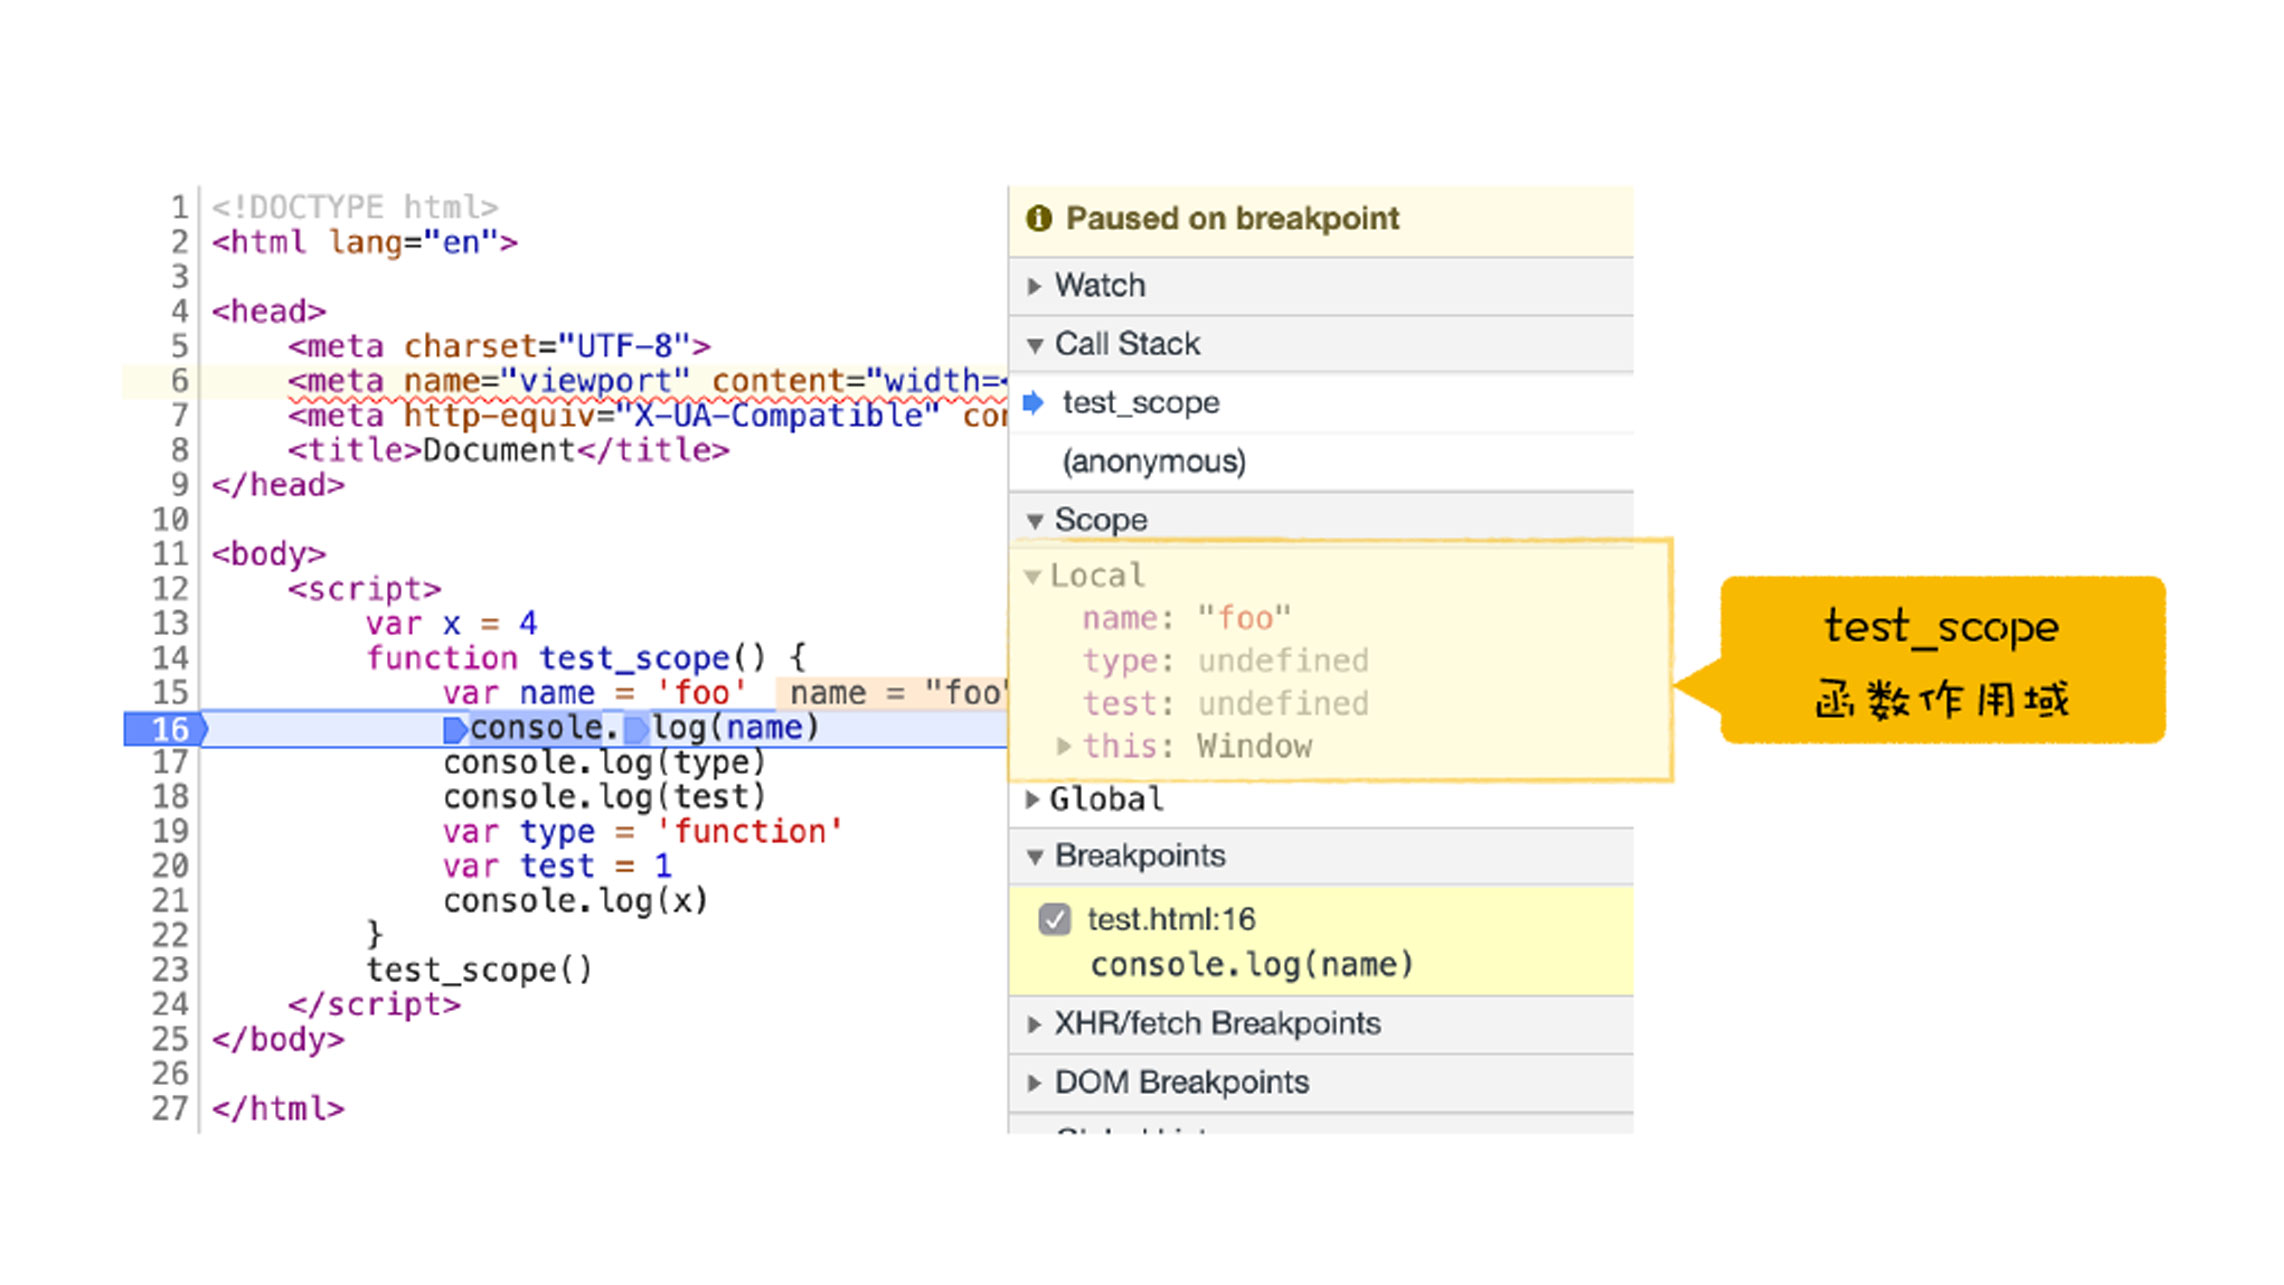 1 <!DOCTYPE html>
2 <html lang="en">
3
4 <head>
5 <meta charset="UTF-8">
6 <meta name="viewport" content="width=
7 <meta http-equiv="X-UA-Compatible" co
8 <title>Document</title>
9 </head>
10
11 <body>
12 <script>
13 var x = 4
14 function test_scope() {
15 var name = 'foo' name = "foo"
16 console.log(name)
17 console.log(type)
18 console.log(test)
19 var type = 'function'
20 var test = 1
21 console.log(x)
22 }
23 test_scope()
24 </script>
25 </body>
26
27 </html>
Paused on breakpoint
Watch
Call Stack
test_scope
(anonymous)
Scope
Local
name: "foo"
type: undefined
test: undefined
this: Window
Global
Breakpoints
test.html:16
console.log(name)
XHR/fetch Breakpoints
DOM Breakpoints
test_scope
函数作用域